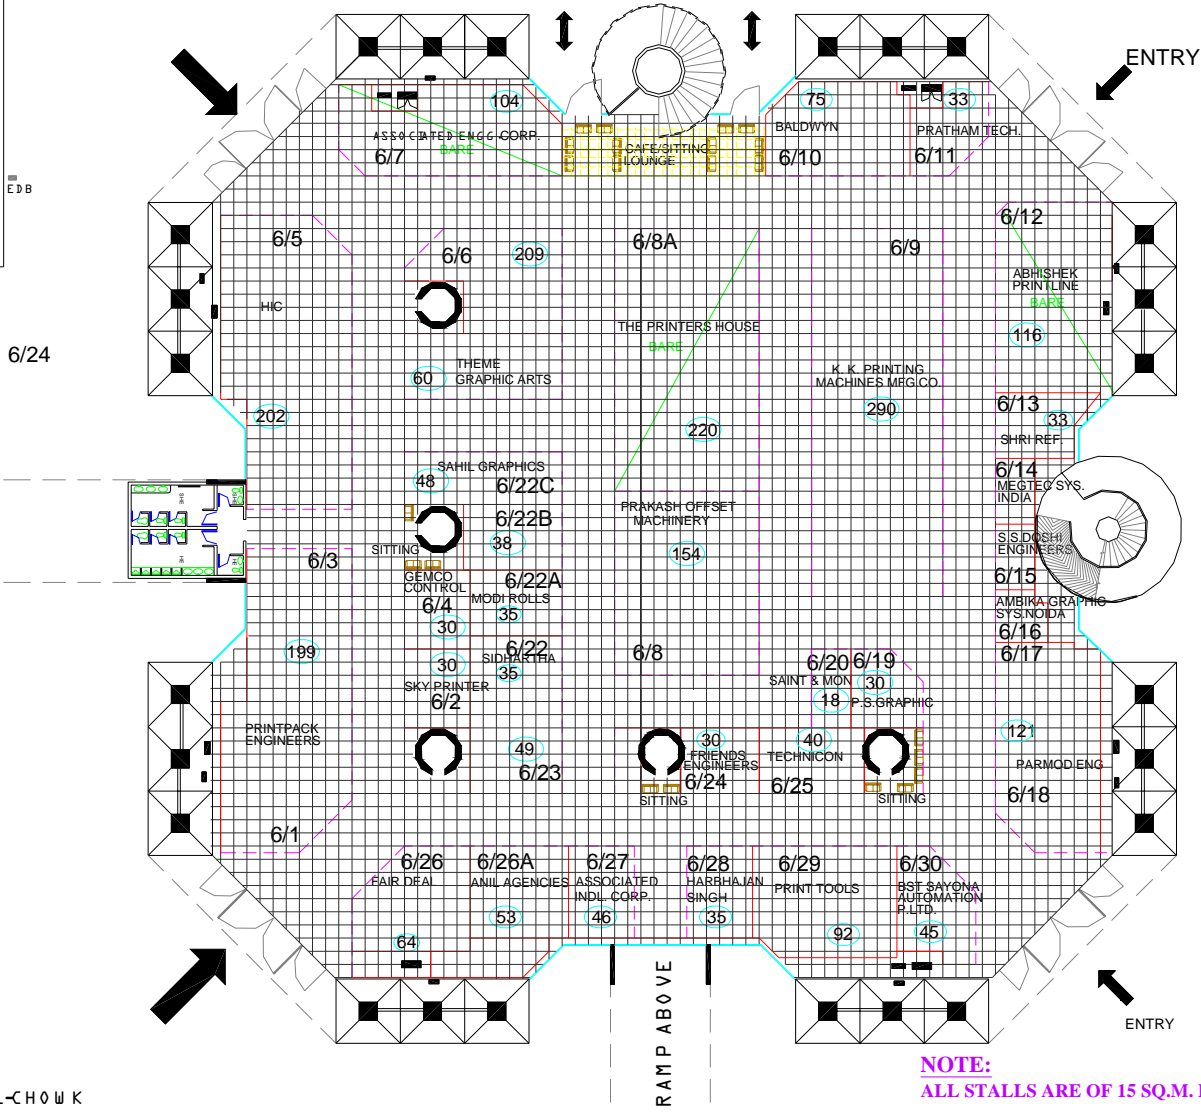 ENTRY
104
ASSOCIATED ENGG CORP.
BARE
6/7
CAFE/SITTING
LOUNGE
75
BALDWYN
6/10
33
PRATHAM TECH.
6/11
EDB
6/5
6/6
209
6/8A
6/9
6/12
HIC
ABHISHEK
PRINTLINE
BARE
116
THE PRINTERS HOUSE
BARE
6/24
THEME
GRAPHIC ARTS
60
K. K. PRINTING
MACHINES MFG.CO.
290
202
220
6/13
33
SHRI REF.
SAHIL GRAPHICS
48
6/22C
6/14
MEGTEC SYS.
INDIA
SHE
SHE
HE
HE
6/22B
38
SITTING
PRAKASH OFFSET
MACHINERY
154
S.S.DOSHI
ENGINEERS
6/15
6/3
GEMCO
CONTROL
6/4
30
6/22A
MODI ROLLS
35
AMBIKA GRAPHIC
SYS.NOIDA
6/16
6/17
199
6/22
SIDHARTHA
35
30
SKY PRINTER
6/2
6/8
6/20
SAINT & MON
18
6/19
30
P.S.GRAPHIC
PRINTPACK
ENGINEERS
49
6/23
30
FRIENDS
ENGINEERS
6/24
SITTING
40
TECHNICON
6/25
SITTING
121
PARMOD ENG
6/18
6/1
6/26
FAIR DEAL
64
6/26A
ANIL AGENCIES
53
6/27
ASSOCIATED
INDL. CORP.
46
6/28
HARBHAJAN
SINGH
35
6/29
PRINT TOOLS
92
6/30
BST SAYONA
AUTOMATION
P.LTD.
45
RAMP ABOVE
ENTRY
NOTE:
ALL STALLS ARE OF 15 SQ.M.
-CHOWK